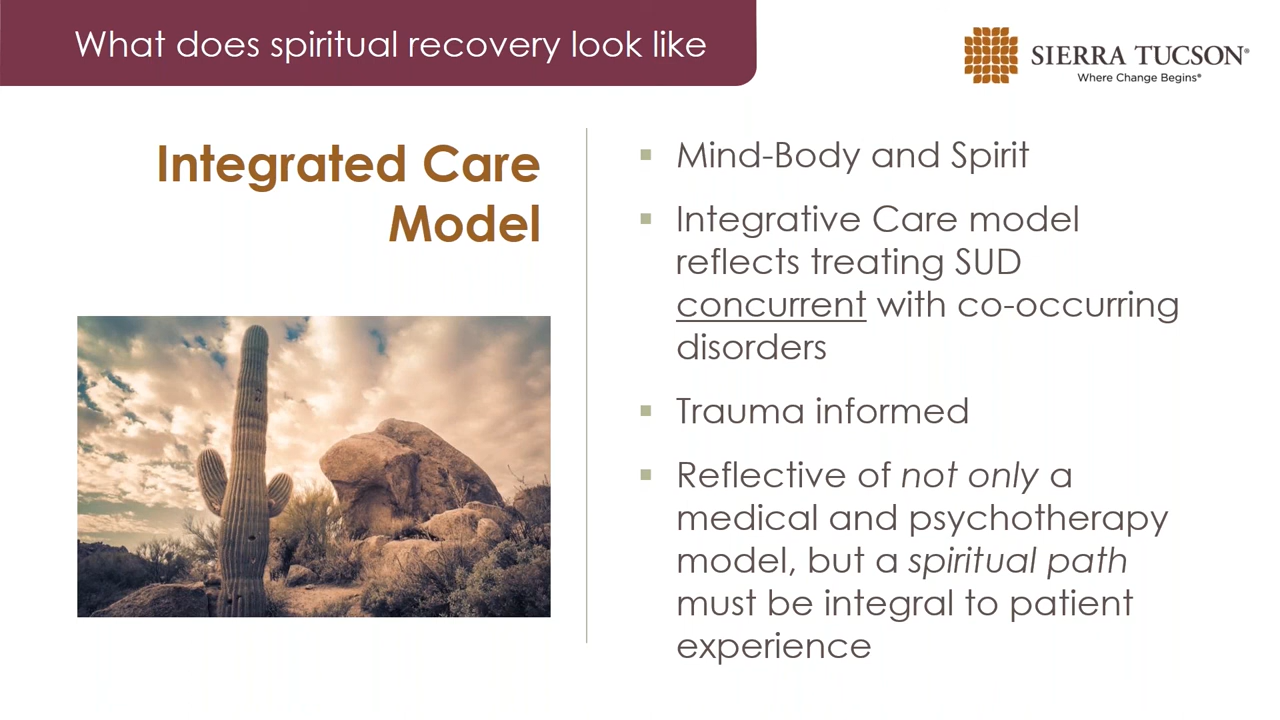 What does spiritual recovery look like
SIERRA TUCSON®
Where Change Begins®
Integrated Care
Model
▪ Mind-Body and Spirit
▪ Integrative Care model
reflects treating SUD
concurrent with co-occurring
disorders
▪ Trauma informed
▪ Reflective of not only a
medical and psychotherapy
model, but a spiritual path
must be integral to patient
experience